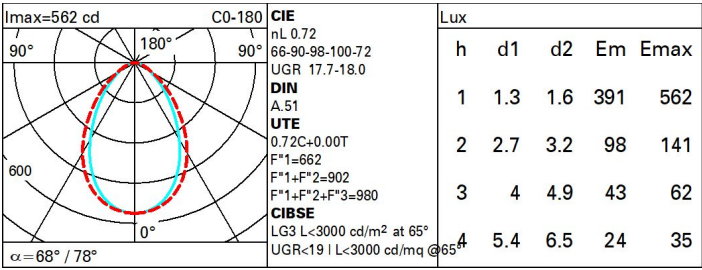 Imax=562 cd C0-180
90° 180° 90°
600
0°
α=68° / 78°
CIE
nL 0.72
66-90-98-100-72
UGR 17.7-18.0
DIN
A.51
UTE
0.72C+0.00T
F"1=662
F"1+F"2=902
F"1+F"2+F"3=980
CIBSE
LG3 L<3000 cd/m² at 65°
UGR<19 | L<3000 cd/mq @65°
Lux
h d1 d2 Em Emax
1 1.3 1.6 391 562
2 2.7 3.2 98 141
3 4 4.9 43 62
4 5.4 6.5 24 35